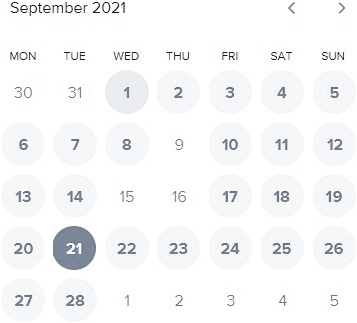 September 2021
MON TUE WED THU FRI SAT SUN
30 31 1 2 3 4 5
6 7 8 9 10 11 12
13 14 15 16 17 18 19
20 21 22 23 24 25 26
27 28 1 2 3 4 5